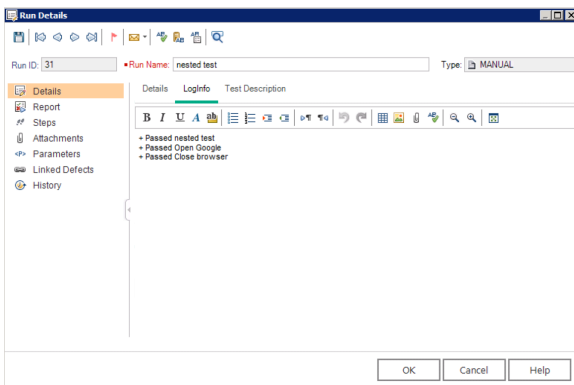 Run Details
Run ID: 31
Run Name: nested test
Type: MANUAL
Details
Report
Steps
Attachments
Parameters
Linked Defects
History
Details LogInfo Test Description
B I U A ab
+ Passed nested test
+ Passed Open Google
+ Passed Close browser
OK Cancel Help